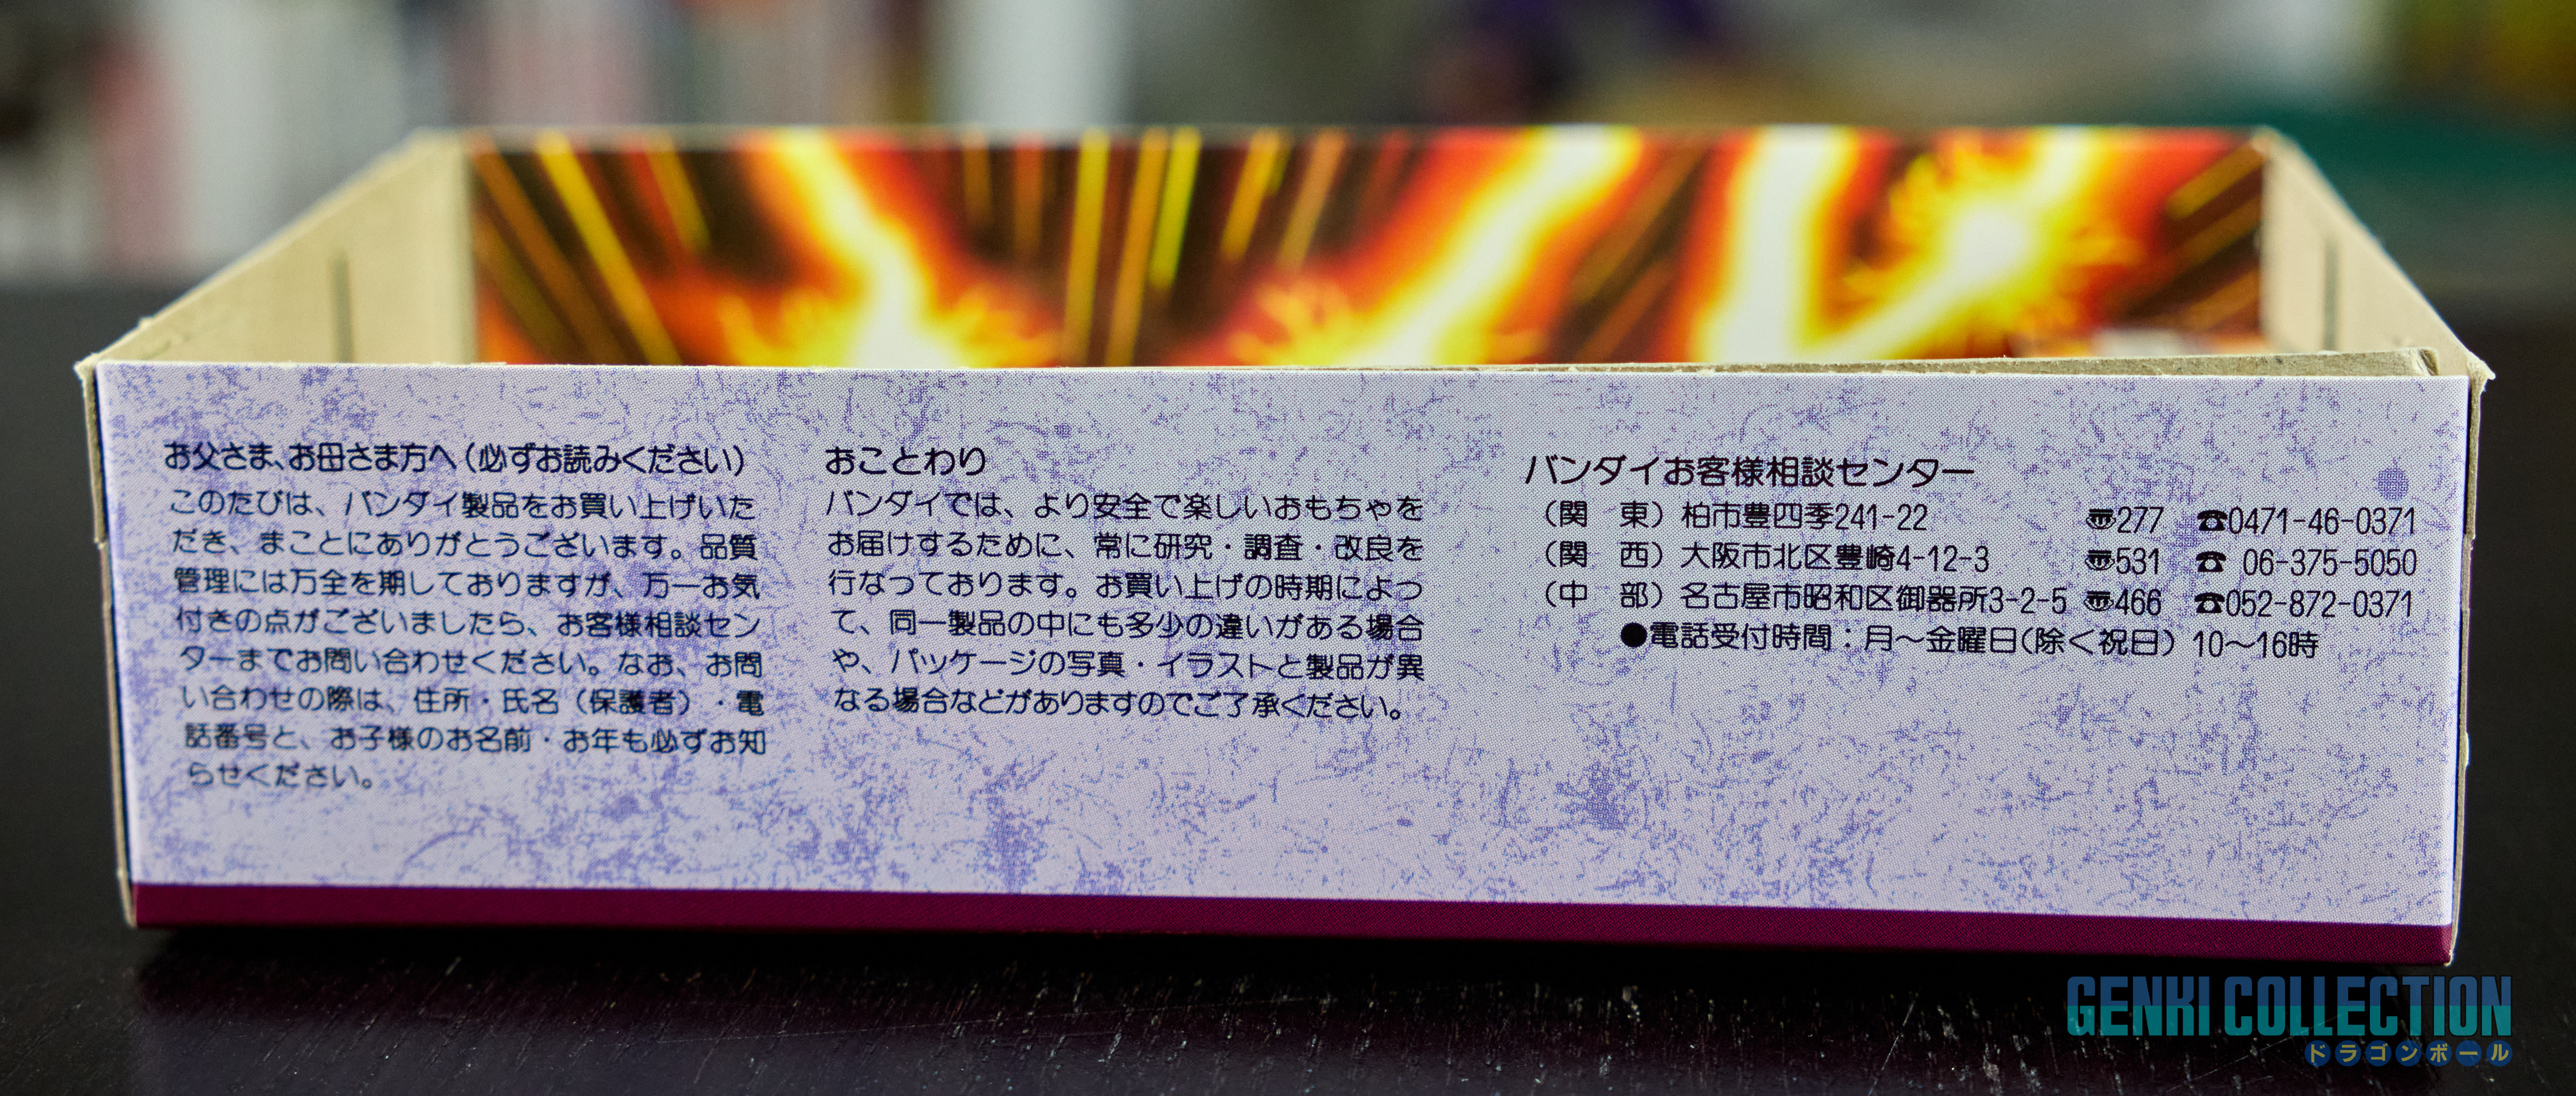 お父さま、お母さま方へ（必ずお読みください）
このたびは、バンダイ製品をお買い上げいた
だき、まことにありがとうございます。品質
管理には万全を期しておりますが、万一お気
付きの点がございましたら、お客様相談セン
ターまでお問い合わせください。なお、お問
い合わせの際は、住所・氏名（保護者）・電
話番号と、お子様のお名前・お年も必ずお知
らせください。
おことわり
バンダイでは、より安全で楽しいおもちゃを
お届けするために、常に研究・調査・改良を
行なっております。お買い上げの時期によっ
て、同一製品の中にも多少の違いがある場合
や、パッケージの写真・イラストと製品が異
なる場合などがありますのでご了承ください。
バンダイお客様相談センター
（関　東）柏市豊四季241-22 〠277 ☎0471-46-0371
（関　西）大阪市北区豊崎4-12-3 〠531 ☎ 06-375-5050
（中　部）名古屋市昭和区御器所3-2-5 〠466 ☎052-872-0371
●電話受付時間：月～金曜日(除く祝日）10～16時
GENKI COLLECTION
ドラゴンボール